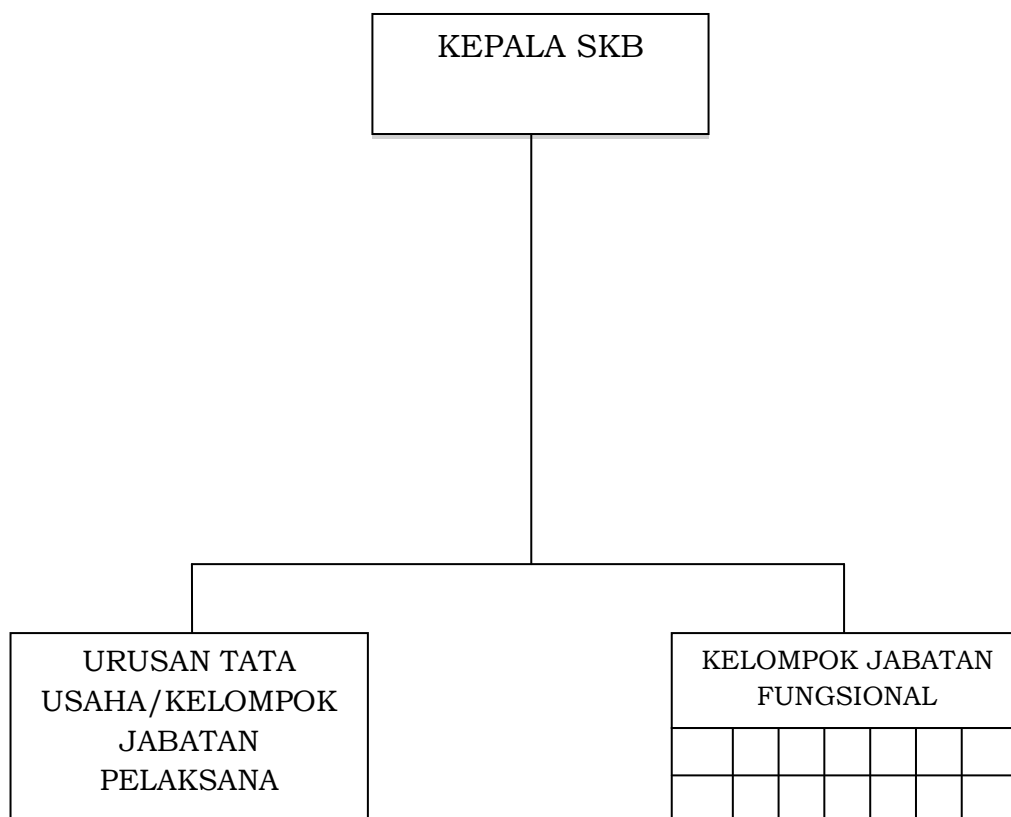 KEPALA SKB
URUSAN TATA
USAHA/KELOMPOK
JABATAN
PELAKSANA
KELOMPOK JABATAN
FUNGSIONAL